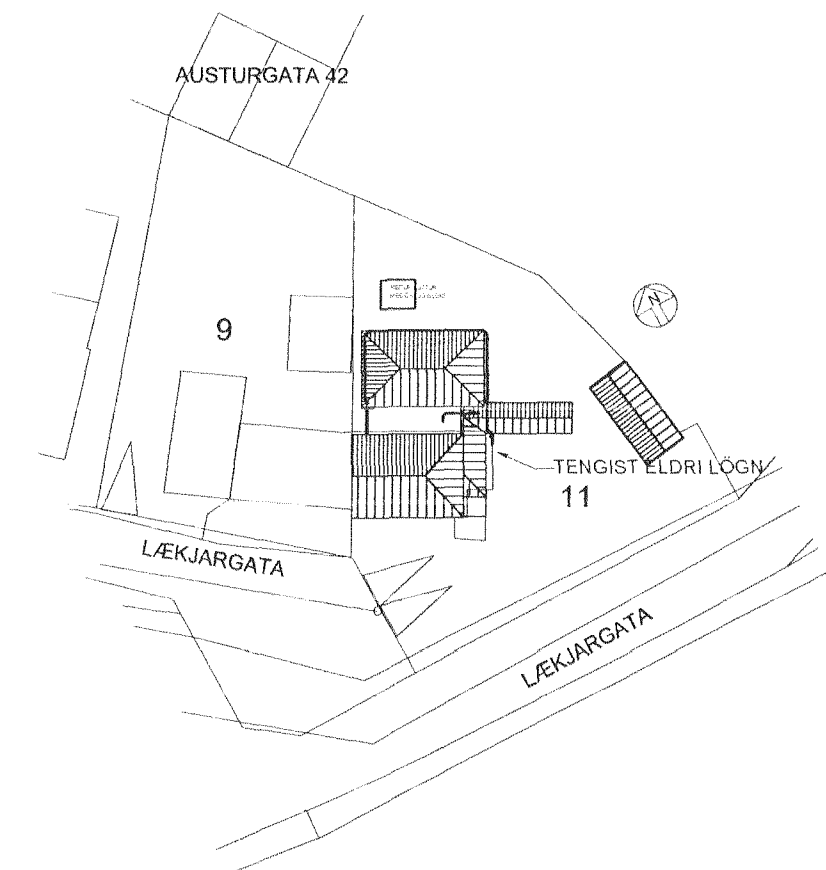 AUSTURGATA 42
N
9
TENGIST ELDRI LÖGN
11
LÆKJARGATA
LÆKJARGATA